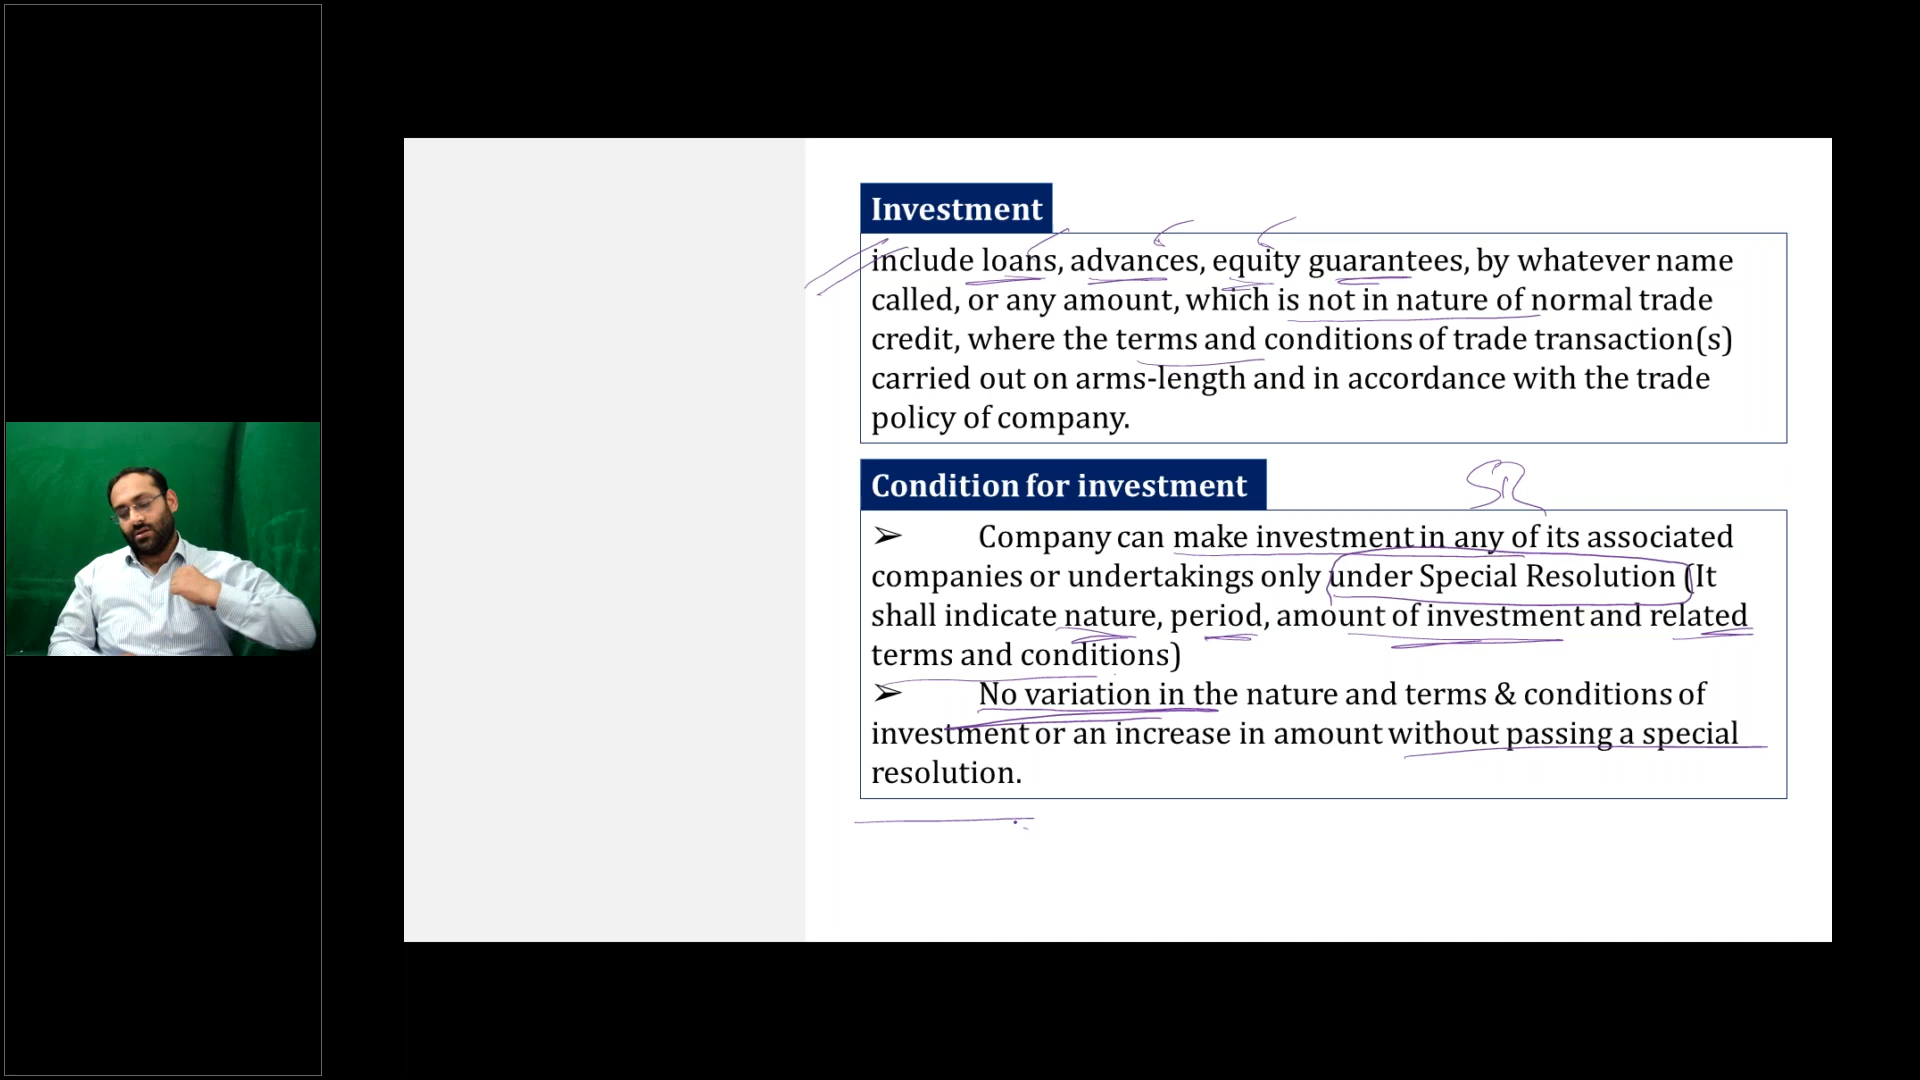 Investment
include loans, advances, equity guarantees, by whatever name
called, or any amount, which is not in nature of normal trade
credit, where the terms and conditions of trade transaction(s)
carried out on arms-length and in accordance with the trade
policy of company.
Condition for investment
SR
➢ Company can make investment in any of its associated
companies or undertakings only under Special Resolution (It
shall indicate nature, period, amount of investment and related
terms and conditions)
➢ No variation in the nature and terms & conditions of
investment or an increase in amount without passing a special
resolution.